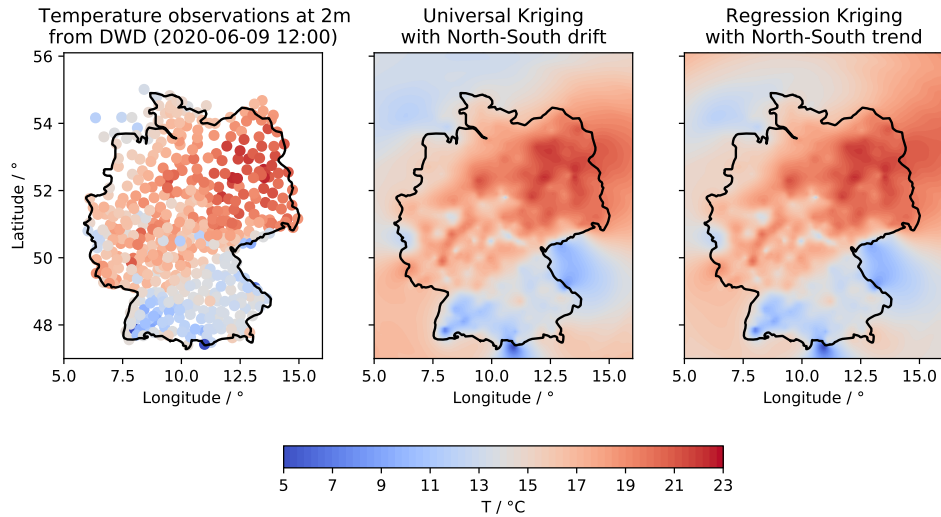 Temperature observations at 2m
from DWD (2020-06-09 12:00)
Universal Kriging
with North-South drift
Regression Kriging
with North-South trend
56
54
52
50
48
Latitude / °
5.0 7.5 10.0 12.5 15.0
5.0 7.5 10.0 12.5 15.0
5.0 7.5 10.0 12.5 15.0
Longitude / °
Longitude / °
Longitude / °
5 7 9 11 13 15 17 19 21 23
T / °C